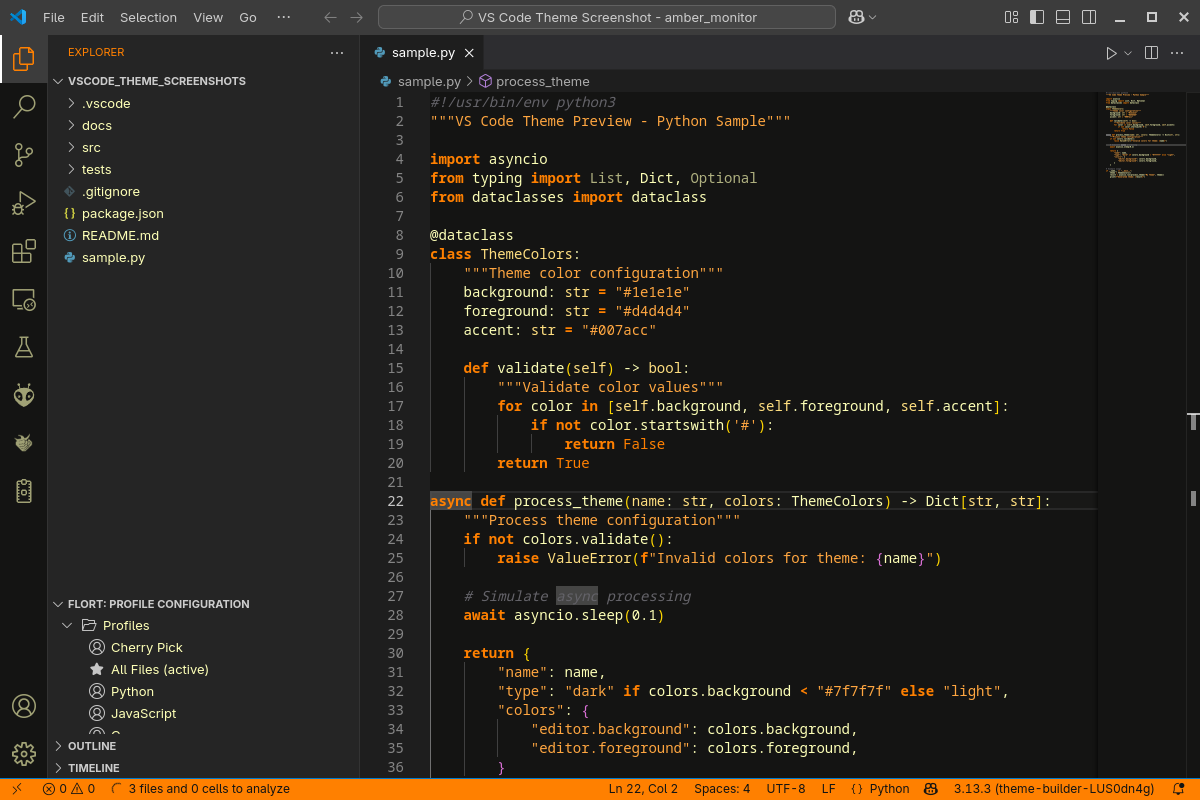 File Edit Selection View Go ···
VS Code Theme Screenshot - amber_monitor
EXPLORER
VSCODE_THEME_SCREENSHOTS
.vscode
docs
src
tests
.gitignore
package.json
README.md
sample.py
FLORT: PROFILE CONFIGURATION
Profiles
Cherry Pick
All Files (active)
Python
JavaScript
OUTLINE
TIMELINE
sample.py
sample.py > process_theme
1 #!/usr/bin/env python3
2 """VS Code Theme Preview - Python Sample"""
3
4 import asyncio
5 from typing import List, Dict, Optional
6 from dataclasses import dataclass
7
8 @dataclass
9 class ThemeColors:
10 """Theme color configuration"""
11 background: str = "#1e1e1e"
12 foreground: str = "#d4d4d4"
13 accent: str = "#007acc"
14
15 def validate(self) -> bool:
16 """Validate color values"""
17 for color in [self.background, self.foreground, self.accent]:
18 if not color.startswith('#'):
19 return False
20 return True
21
22 async def process_theme(name: str, colors: ThemeColors) -> Dict[str, str]:
23 """Process theme configuration"""
24 if not colors.validate():
25 raise ValueError(f"Invalid colors for theme: {name}")
26
27 # Simulate async processing
28 await asyncio.sleep(0.1)
29
30 return {
31 "name": name,
32 "type": "dark" if colors.background < "#7f7f7f" else "light",
33 "colors": {
34 "editor.background": colors.background,
35 "editor.foreground": colors.foreground,
36 }
0 0 3 files and 0 cells to analyze
Ln 22, Col 2 Spaces: 4 UTF-8 LF {} Python 3.13.3 (theme-builder-LUS0dn4g)